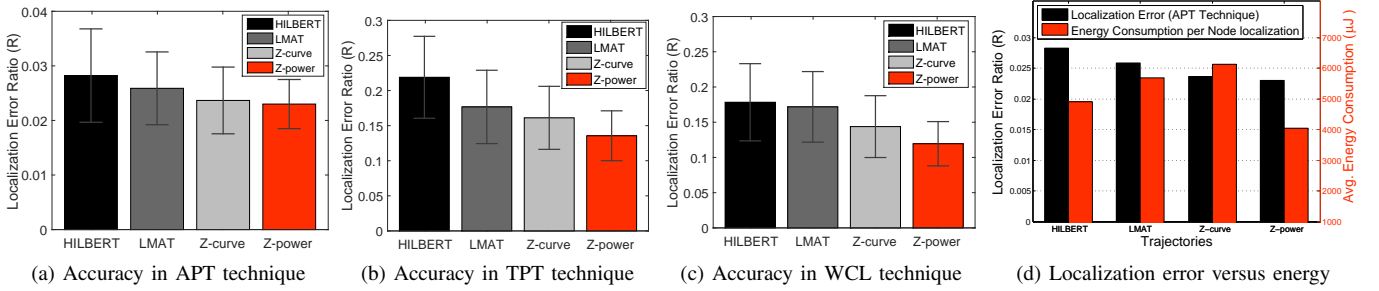 Localization Error Ratio (R)
0.04
0.03
0.02
0.01
0
HILBERT
LMAT
Z-curve
Z-power
HILBERT LMAT Z-curve Z-power
(a) Accuracy in APT technique
Localization Error Ratio (R)
0.3
0.25
0.2
0.15
0.1
0.05
0
HILBERT
LMAT
Z-curve
Z-power
HILBERT LMAT Z-curve Z-power
(b) Accuracy in TPT technique
Localization Error Ratio (R)
0.3
0.25
0.2
0.15
0.1
0.05
0
HILBERT
LMAT
Z-curve
Z-power
HILBERT LMAT Z-curve Z-power
(c) Accuracy in WCL technique
Localization Error (APT Technique)
Energy Consumption per Node localization
Localization Error Ratio (R)
0.03
0.025
0.02
0.015
0.01
0.005
0
7000
6000
5000
4000
3000
2000
1000
Avg. Energy Consumption (µJ )
HILBERT LMAT Z-curve Z-power
Trajectories
(d) Localization error versus energy